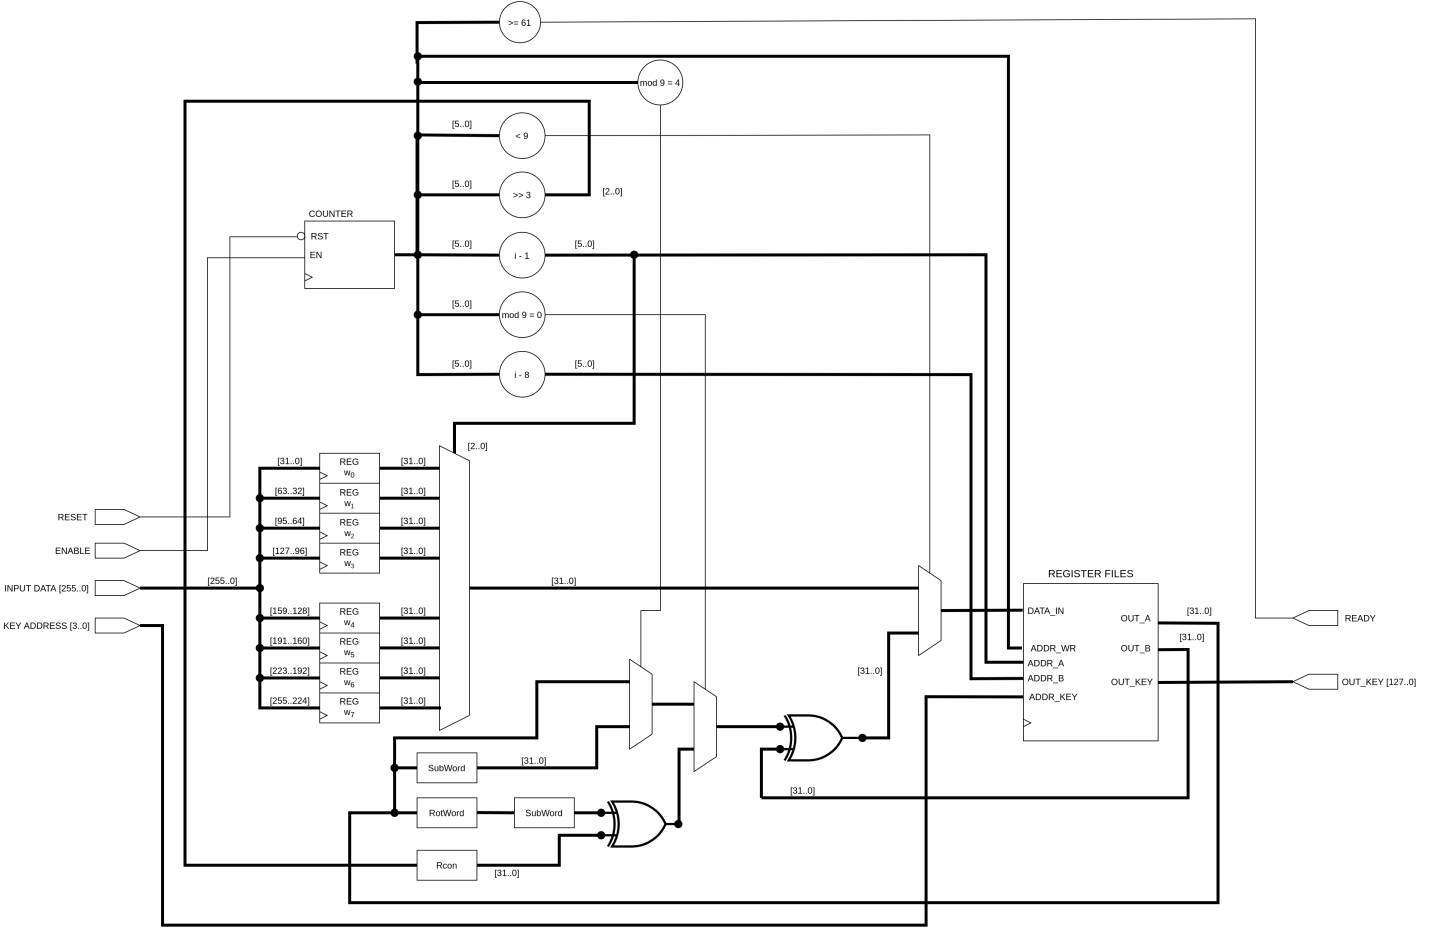 >= 61
mod 9 = 4
[5..0]
< 9
[5..0]
>> 3
[2..0]
COUNTER
RST
EN
[5..0]
i - 1
[5..0]
[5..0]
mod 9 = 0
[5..0]
i - 8
[5..0]
[2..0]
[31..0]
REG
w0
[31..0]
[63..32]
REG
w1
[31..0]
[95..64]
REG
w2
[31..0]
[127..96]
REG
w3
[31..0]
RESET
ENABLE
INPUT DATA [255..0]
[255..0]
KEY ADDRESS [3..0]
[31..0]
[159..128]
REG
w4
[31..0]
[191..160]
REG
w5
[31..0]
[223..192]
REG
w6
[31..0]
[255..224]
REG
w7
[31..0]
REGISTER FILES
DATA_IN
OUT_A
[31..0]
ADDR_WR
OUT_B
[31..0]
ADDR_A
ADDR_B
OUT_KEY
ADDR_KEY
READY
OUT_KEY [127..0]
[31..0]
SubWord
[31..0]
RotWord
SubWord
[31..0]
Rcon
[31..0]